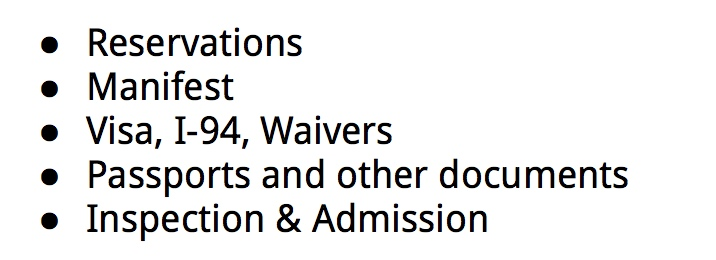 ● Reservations
● Manifest
● Visa, I-94, Waivers
● Passports and other documents
● Inspection & Admission